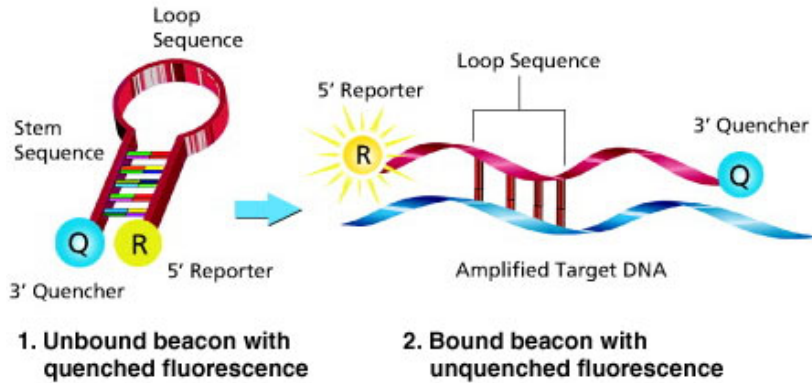 Loop
Sequence
Stem
Sequence
Q
R
5' Reporter
3' Quencher
1. Unbound beacon with
quenched fluorescence
Loop Sequence
5' Reporter
R
3' Quencher
Q
Amplified Target DNA
2. Bound beacon with
unquenched fluorescence